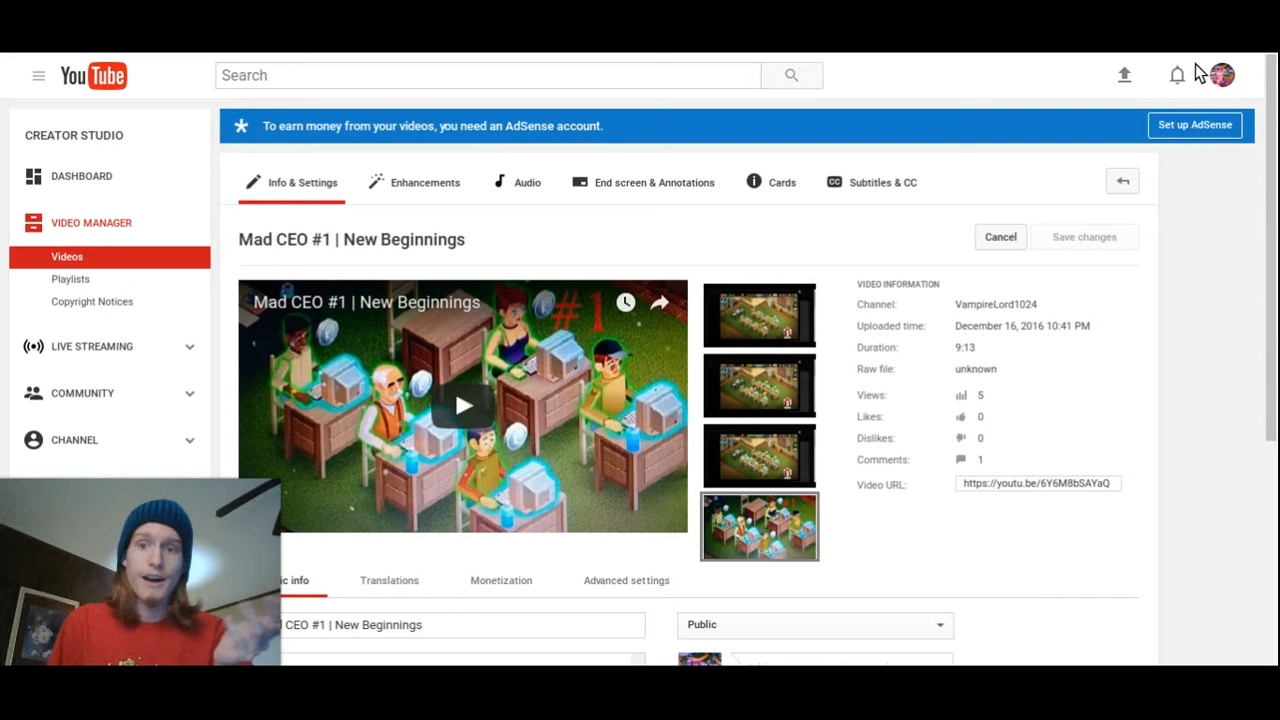 YouTube
Search
CREATOR STUDIO
To earn money from your videos, you need an AdSense account.
Set up AdSense
DASHBOARD
Info & Settings
Enhancements
Audio
End screen & Annotations
Cards
CC
Subtitles & CC
VIDEO MANAGER
Mad CEO #1 | New Beginnings
Cancel
Save changes
Videos
Playlists
Copyright Notices
Mad CEO #1 | New Beginnings
#1
VIDEO INFORMATION
Channel: VampireLord1024
Uploaded time: December 16, 2016 10:41 PM
Duration: 9:13
Raw file: unknown
Views: 5
Likes: 0
Dislikes: 0
Comments: 1
Video URL: https://youtu.be/6Y6M8bSAYaQ
LIVE STREAMING
COMMUNITY
CHANNEL
info
Translations
Monetization
Advanced settings
CEO #1 | New Beginnings
Public